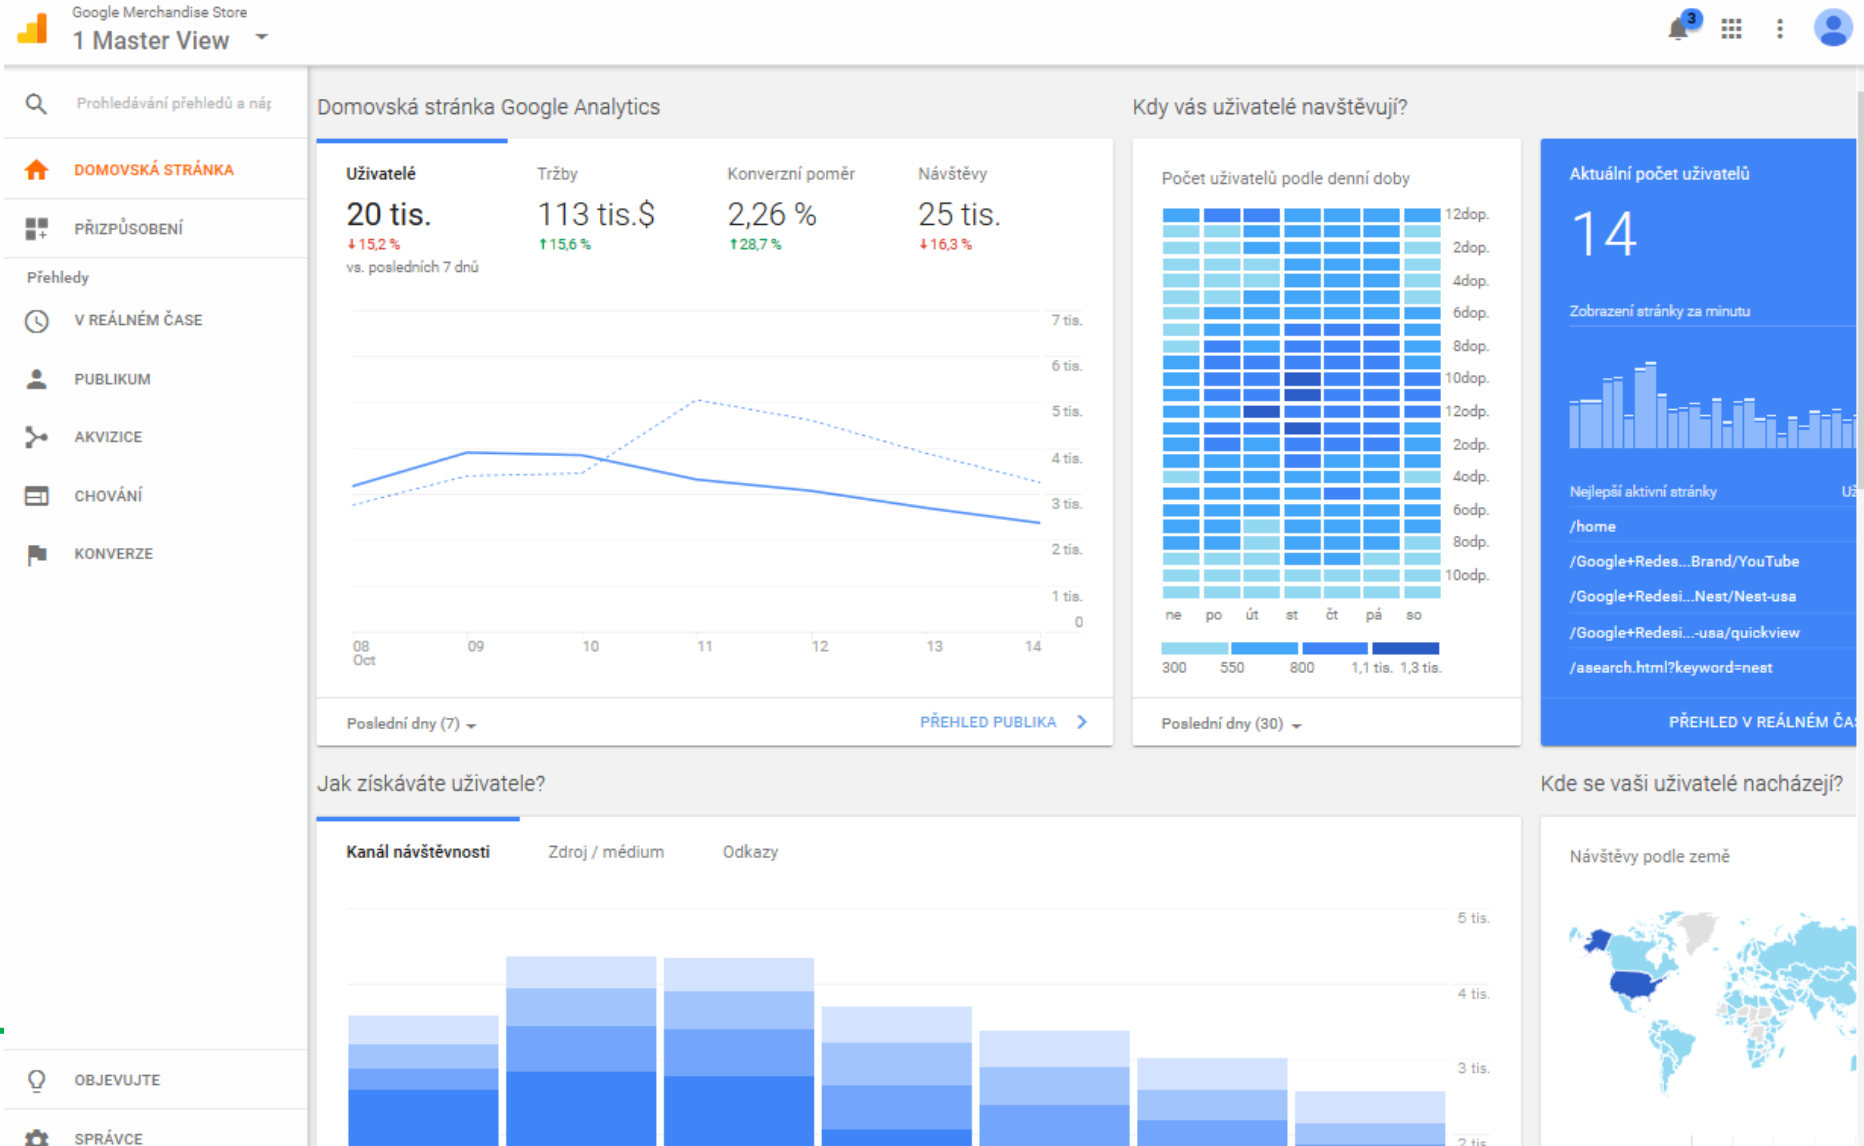 Google Merchandise Store
1 Master View
3
Prohledávání přehledů a náp
DOMOVSKÁ STRÁNKA
PŘIZPŮSOBENÍ
Přehledy
V REÁLNÉM ČASE
PUBLIKUM
AKVIZICE
CHOVÁNÍ
KONVERZE
OBJEVUJTE
SPRÁVCE
Domovská stránka Google Analytics
Uživatelé
20 tis.
15,2 %
vs. posledních 7 dnů
Tržby
113 tis.$
15,6 %
Konverzní poměr
2,26 %
28,7 %
Návštěvy
25 tis.
16,3 %
7 tis.
6 tis.
5 tis.
4 tis.
3 tis.
2 tis.
1 tis.
0
08 09 10 11 12 13 14
Oct
Poslední dny (7)
PŘEHLED PUBLIKA
Kdy vás uživatelé navštěvují?
Počet uživatelů podle denní doby
12dop.
2dop.
4dop.
6dop.
8dop.
10dop.
12odp.
2odp.
4odp.
6odp.
8odp.
10odp.
ne po út st čt pá so
300 550 800 1,1 tis. 1,3 tis.
Poslední dny (30)
Aktuální počet uživatelů
14
Zobrazení stránky za minutu
Nejlepší aktivní stránky Už
/home
/Google+Redes...Brand/YouTube
/Google+Redesi...Nest/Nest-usa
/Google+Redesi...-usa/quickview
/asearch.html?keyword=nest
PŘEHLED V REÁLNÉM ČAS
Jak získáváte uživatele?
Kanál návštěvnosti Zdroj / médium Odkazy
5 tis.
4 tis.
3 tis.
2 tis.
Kde se vaši uživatelé nacházejí?
Návštěvy podle země